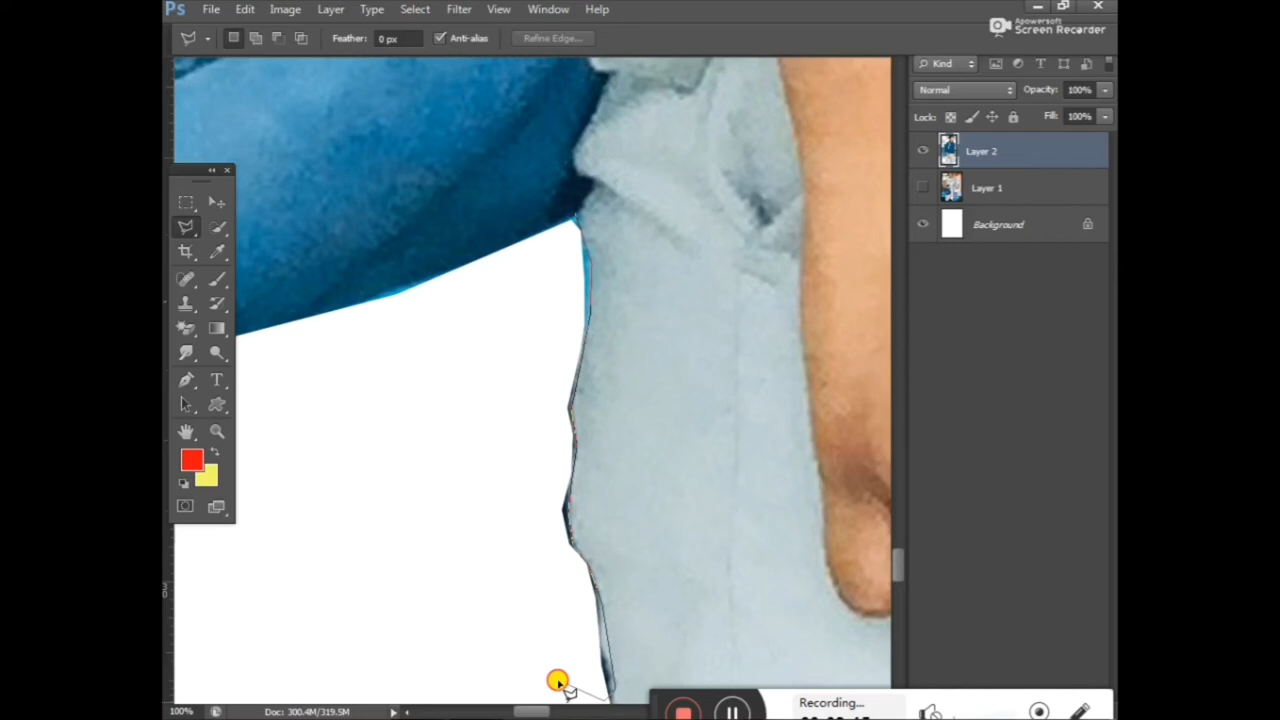 Ps File Edit Image Layer Type Select Filter View Window Help
Apowersoft
Screen Recorder
Feather: 0 px Anti-alias Refine Edge...
Kind
Normal Opacity: 100%
Lock: Fill: 100%
Layer 2
Layer 1
Background
T
T
100% Doc: 300.4M/319.5M
Recording...